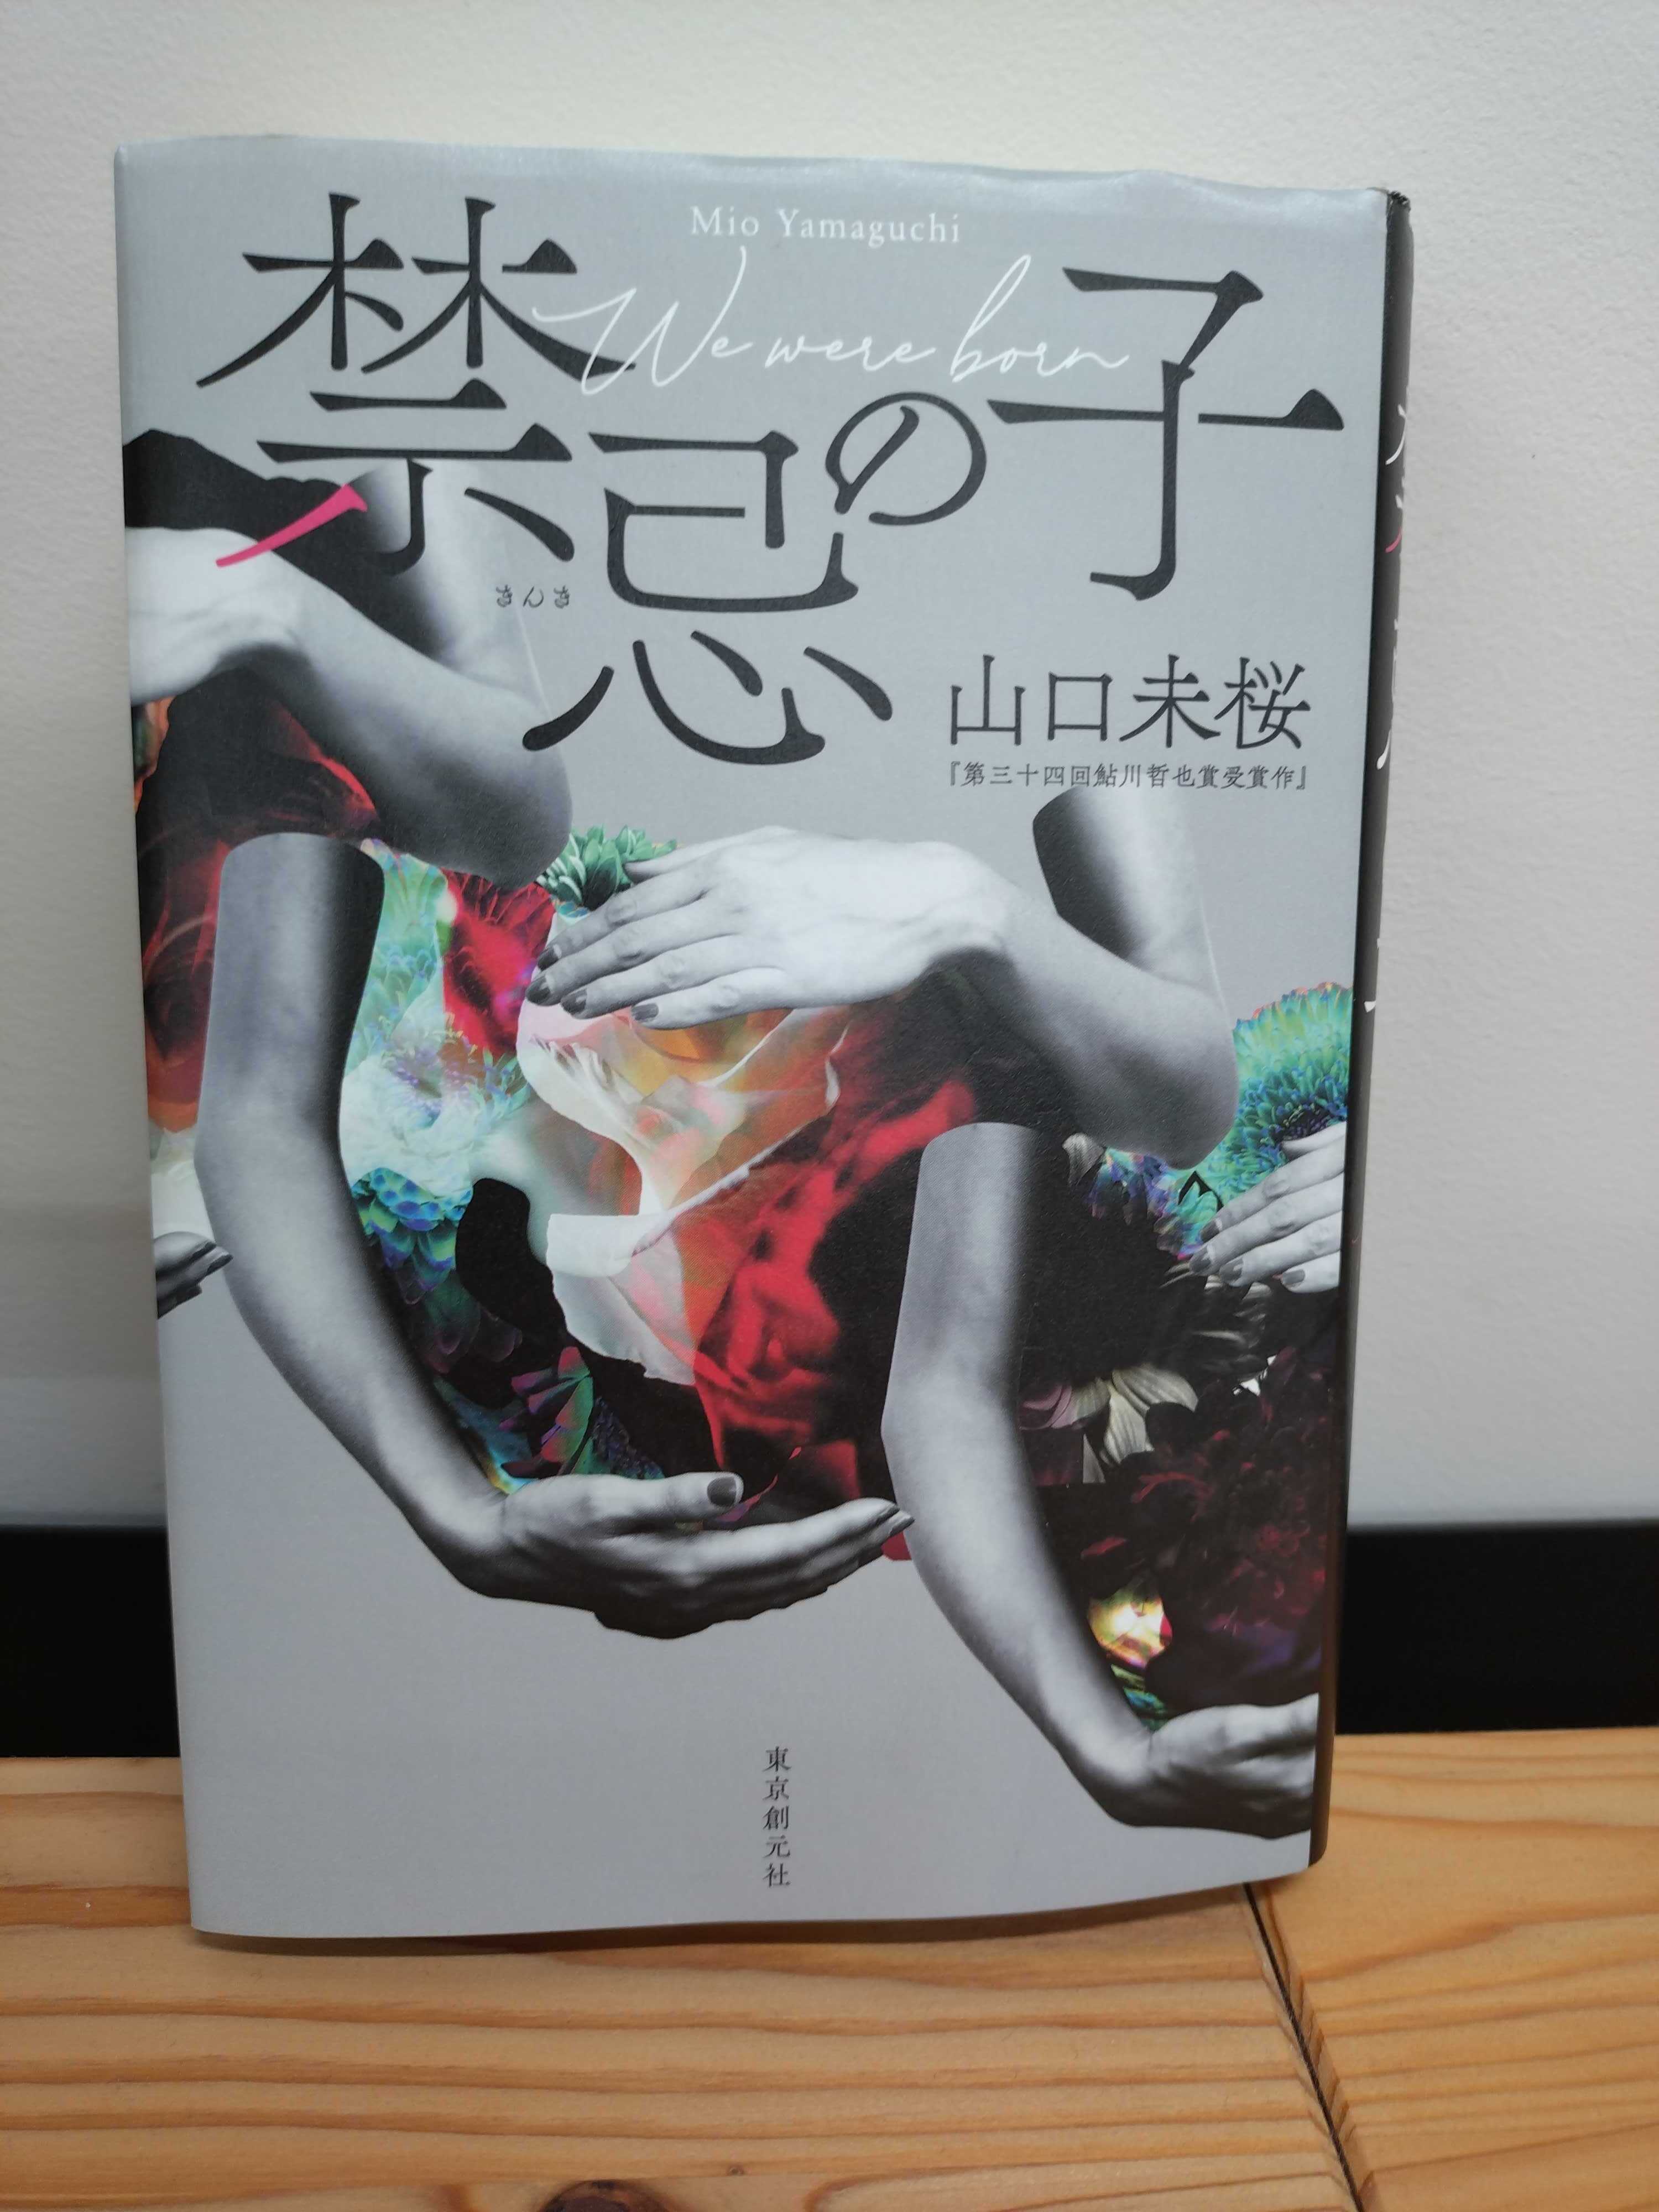 Mio Yamaguchi
We were born
禁忌の子
きんき
山口未桜
『第三十四回鮎川哲也賞受賞作』
東京創元社